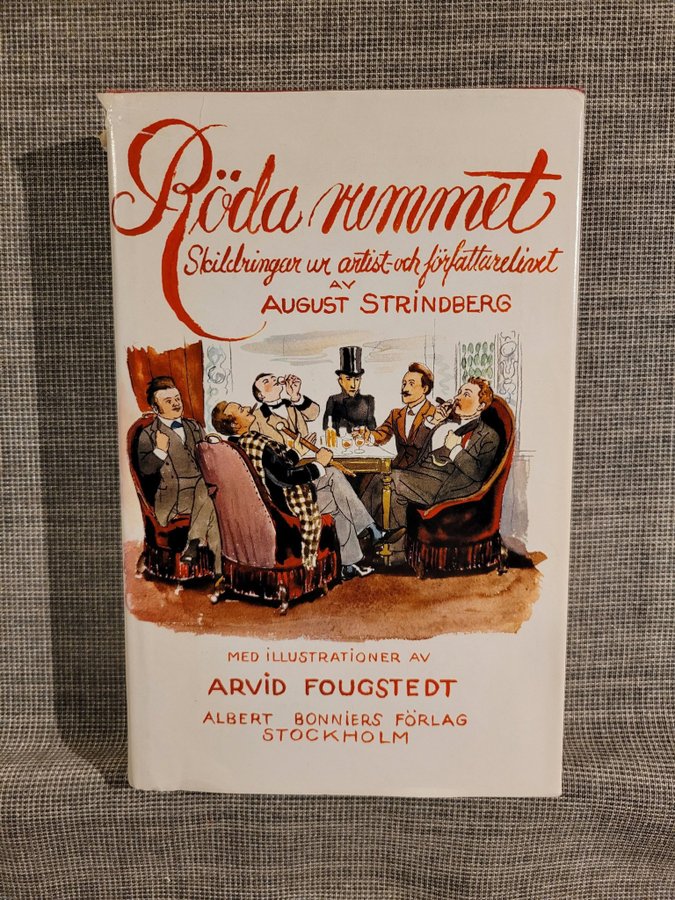 Röda rummet
Skildringar ur artist- och författarelivet
AV
AUGUST STRINDBERG
MED ILLUSTRATIONER AV
ARVID FOUGSTEDT
ALBERT BONNIERS FÖRLAG
STOCKHOLM